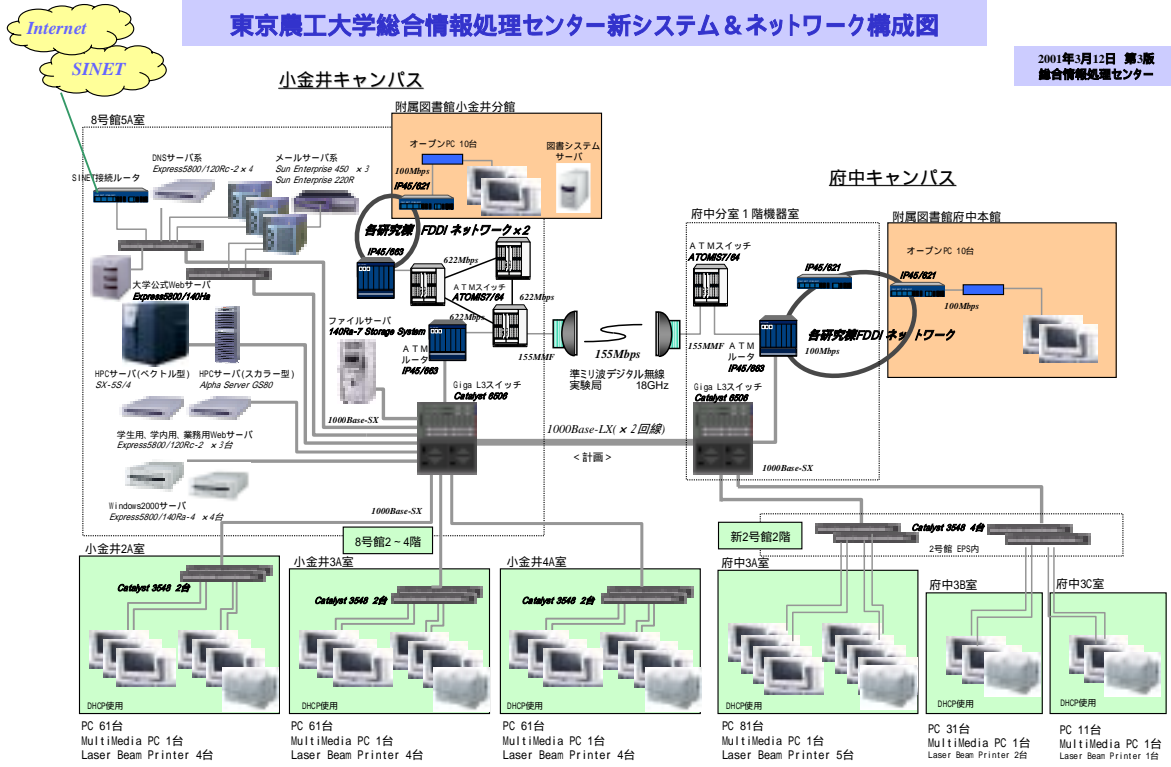 東京農工大学総合情報処理センター新システム＆ネットワーク構成図
Internet
SINET
2001年3月12日 第3版
総合情報処理センター
小金井キャンパス
8号館5A室
附属図書館小金井分館
オープンPC 10台
図書システム
サーバ
100Mbps
IP45/621
DNSサーバ系
Express5800/120Rc-2 × 4
メールサーバ系
Sun Enterprise 450 × 3
Sun Enterprise 220R
SINET接続ルータ
各研究棟 FDDI ネットワーク×2
IP45/663
622Mbps
ＡＴＭスイッチ
ATOMIS7/64
622Mbps
622Mbps
大学公式Webサーバ
Express5800/140Ha
ファイルサーバ
140Ra-7 Storage System
ＡＴＭ
ルータ
IP45/663
155MMF
155Mbps
準ミリ波デジタル無線
実験局 18GHz
HPCサーバ(ベクトル型)
SX-5S/4
HPCサーバ(スカラー型)
Alpha Server GS80
Giga L3スイッチ
Catalyst 6506
1000Base-SX
1000Base-LX(×2回線)
＜計画＞
学生用、学内用、業務用Webサーバ
Express5800/120Rc-2 ×3台
Windows2000サーバ
Express5800/140Ra-4 ×4台
1000Base-SX
府中キャンパス
府中分室１階機器室
ＡＴＭスイッチ
ATOMIS7/64
附属図書館府中本館
オープンPC 10台
IP45/621
IP45/621
100Mbps
各研究棟FDDI ネットワーク
100Mbps
155MMF
ＡＴＭ
ルータ
IP45/663
Giga L3スイッチ
Catalyst 6506
1000Base-SX
8号館2～4階
新2号館2階
Catalyst 3548 4台
2号館 EPS内
小金井2A室
Catalyst 3548 2台
DHCP使用
PC 61台
MultiMedia PC 1台
Laser Beam Printer 4台
小金井3A室
Catalyst 3548 2台
DHCP使用
PC 61台
MultiMedia PC 1台
Laser Beam Printer 4台
小金井4A室
Catalyst 3548 2台
DHCP使用
PC 61台
MultiMedia PC 1台
Laser Beam Printer 4台
府中3A室
DHCP使用
PC 81台
MultiMedia PC 1台
Laser Beam Printer 5台
府中3B室
DHCP使用
PC 31台
MultiMedia PC 1台
Laser Beam Printer 2台
府中3C室
DHCP使用
PC 11台
MultiMedia PC 1台
Laser Beam Printer 1台